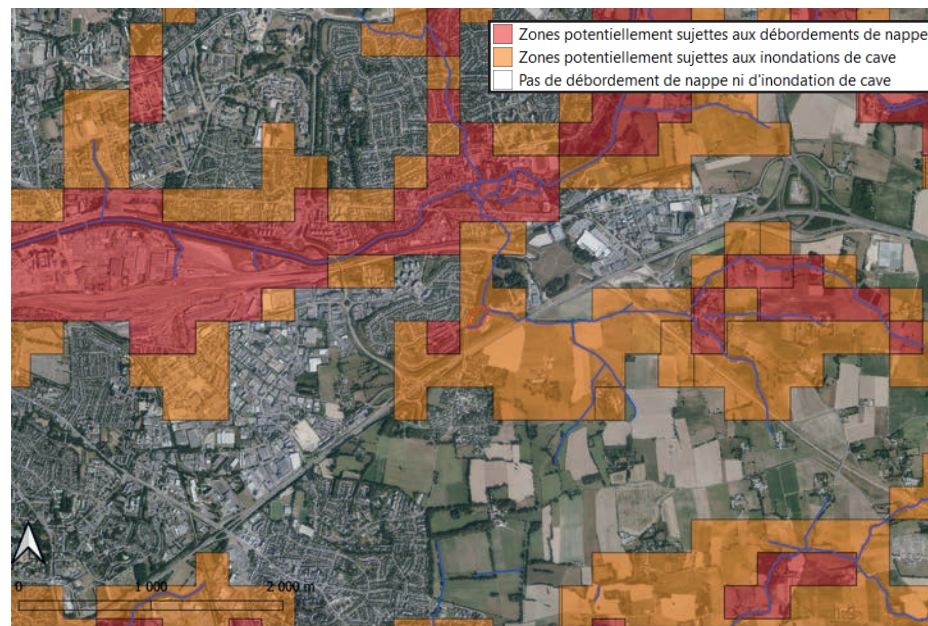 Zones potentiellement sujettes aux débordements de nappe
Zones potentiellement sujettes aux inondations de cave
Pas de débordement de nappe ni d'inondation de cave
0 1 000 2 000 m